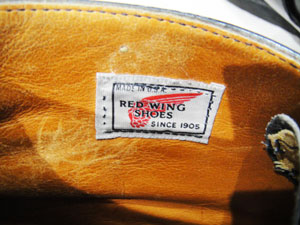 MADE IN U.S.A.
RED WING
SHOES
SINCE 1905